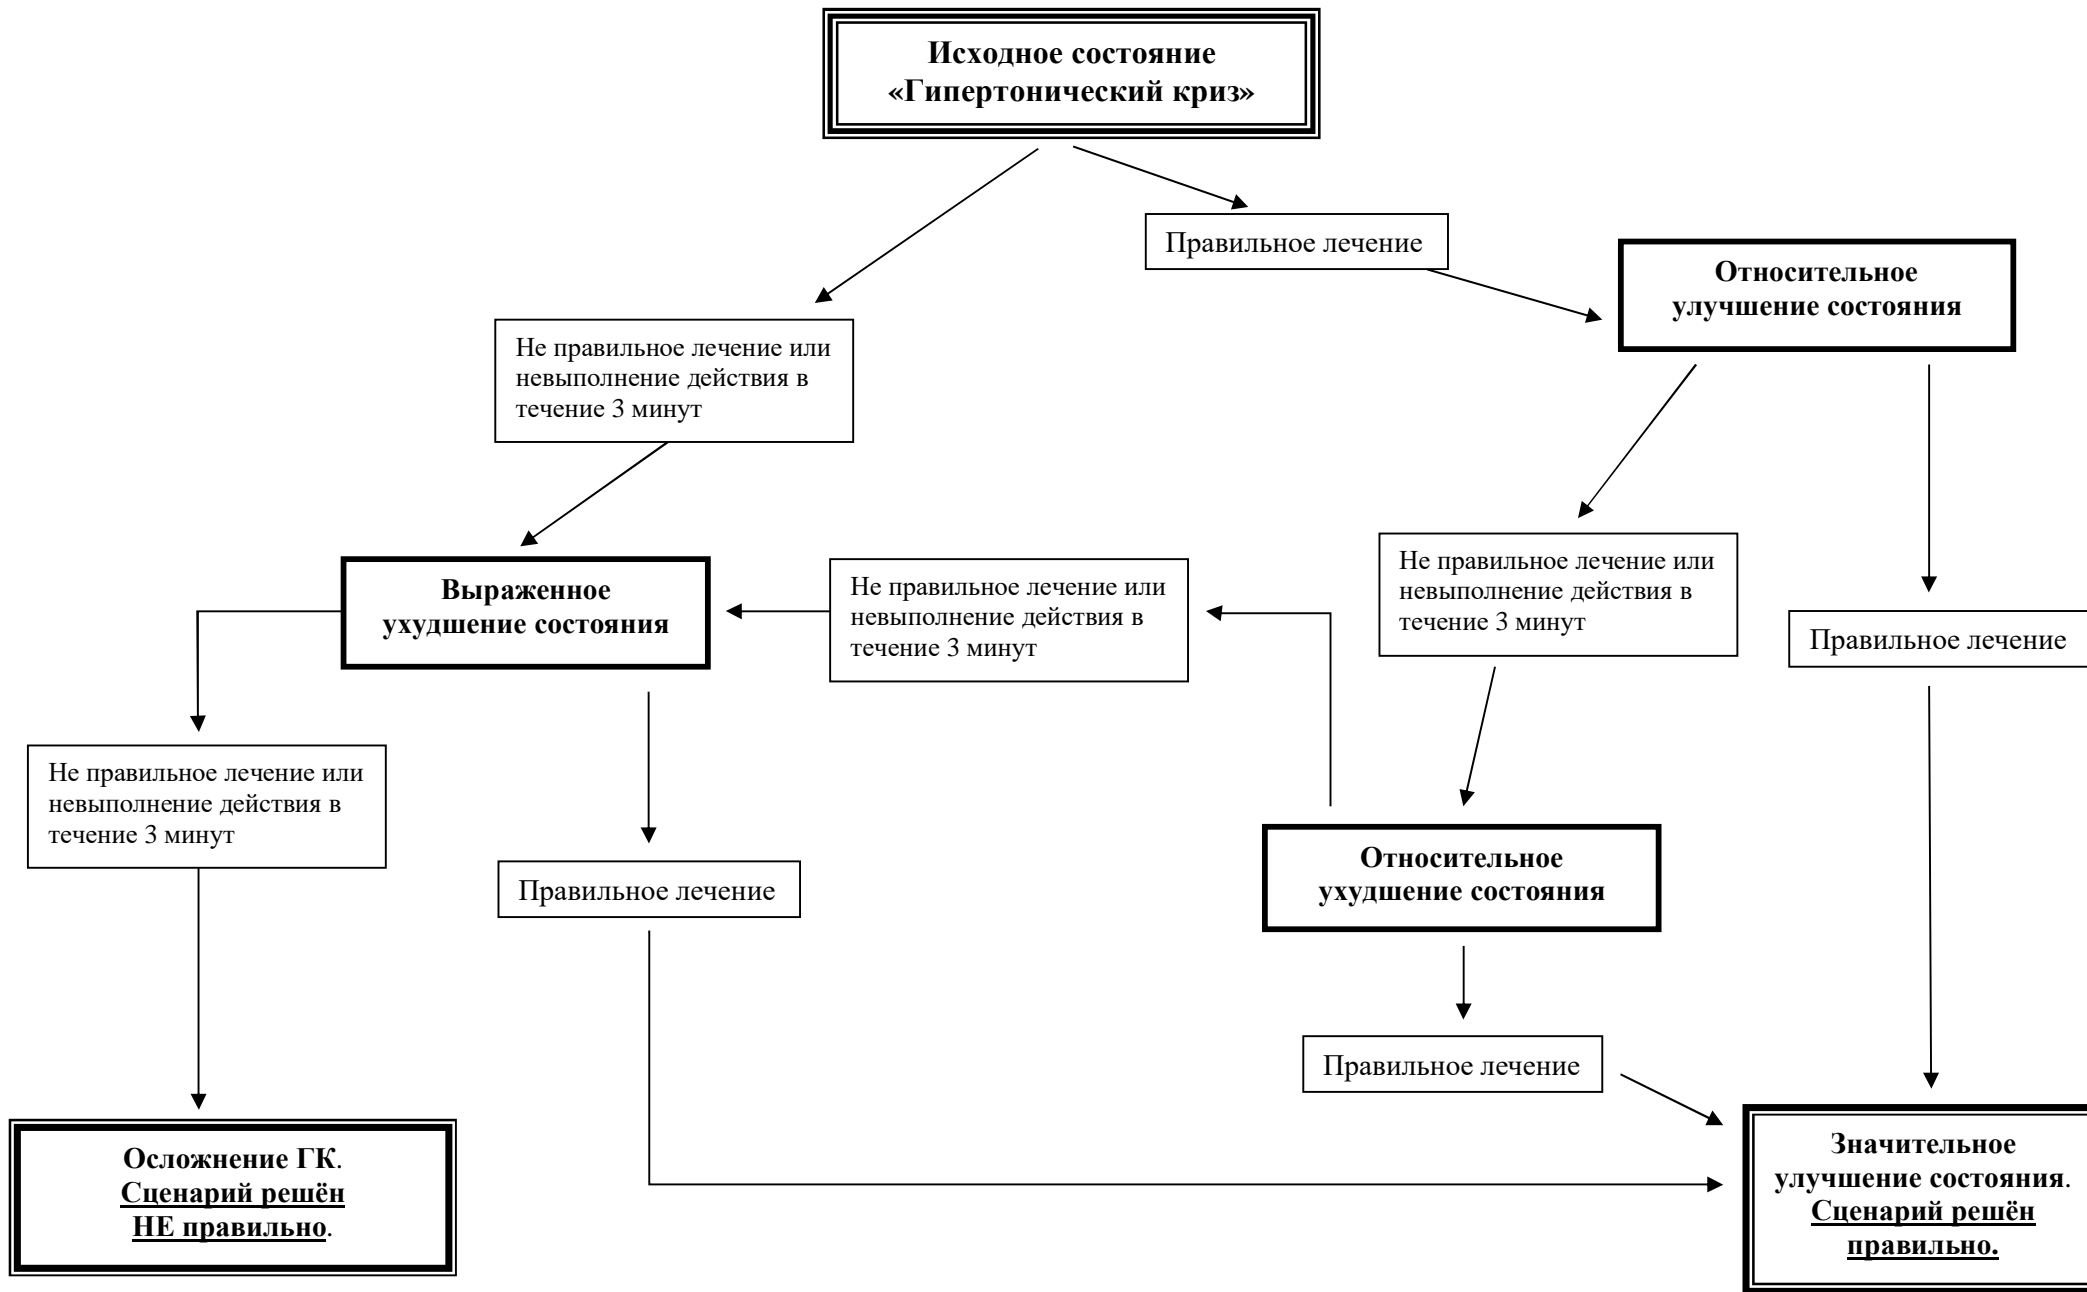 Исходное состояние
«Гипертонический криз»
Правильное лечение
Относительное
улучшение состояния
Не правильное лечение или
невыполнение действия в
течение 3 минут
Не правильное лечение или
невыполнение действия в
течение 3 минут
Выраженное
ухудшение состояния
Не правильное лечение или
невыполнение действия в
течение 3 минут
Правильное лечение
Не правильное лечение или
невыполнение действия в
течение 3 минут
Правильное лечение
Относительное
ухудшение состояния
Правильное лечение
Осложнение ГК.
Сценарий решён
НЕ правильно.
Значительное
улучшение состояния.
Сценарий решён
правильно.